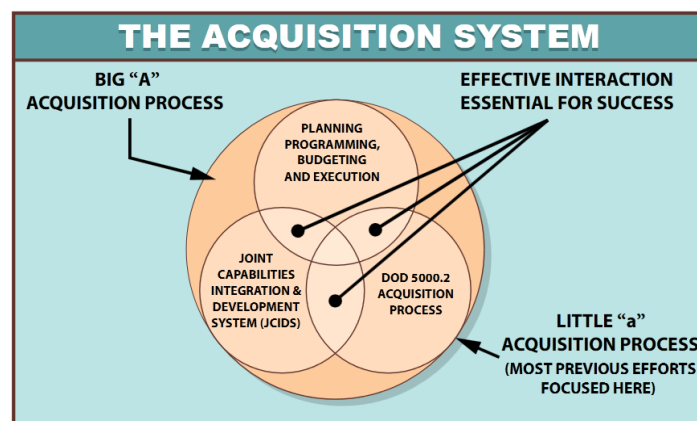 THE ACQUISITION SYSTEM
BIG “A”
ACQUISITION PROCESS
EFFECTIVE INTERACTION
ESSENTIAL FOR SUCCESS
PLANNING
PROGRAMMING,
BUDGETING
AND EXECUTION
JOINT
CAPABILITIES
INTEGRATION &
DEVELOPMENT
SYSTEM (JCIDS)
DOD 5000.2
ACQUISITION
PROCESS
LITTLE “a”
ACQUISITION PROCESS
(MOST PREVIOUS EFFORTS
FOCUSED HERE)